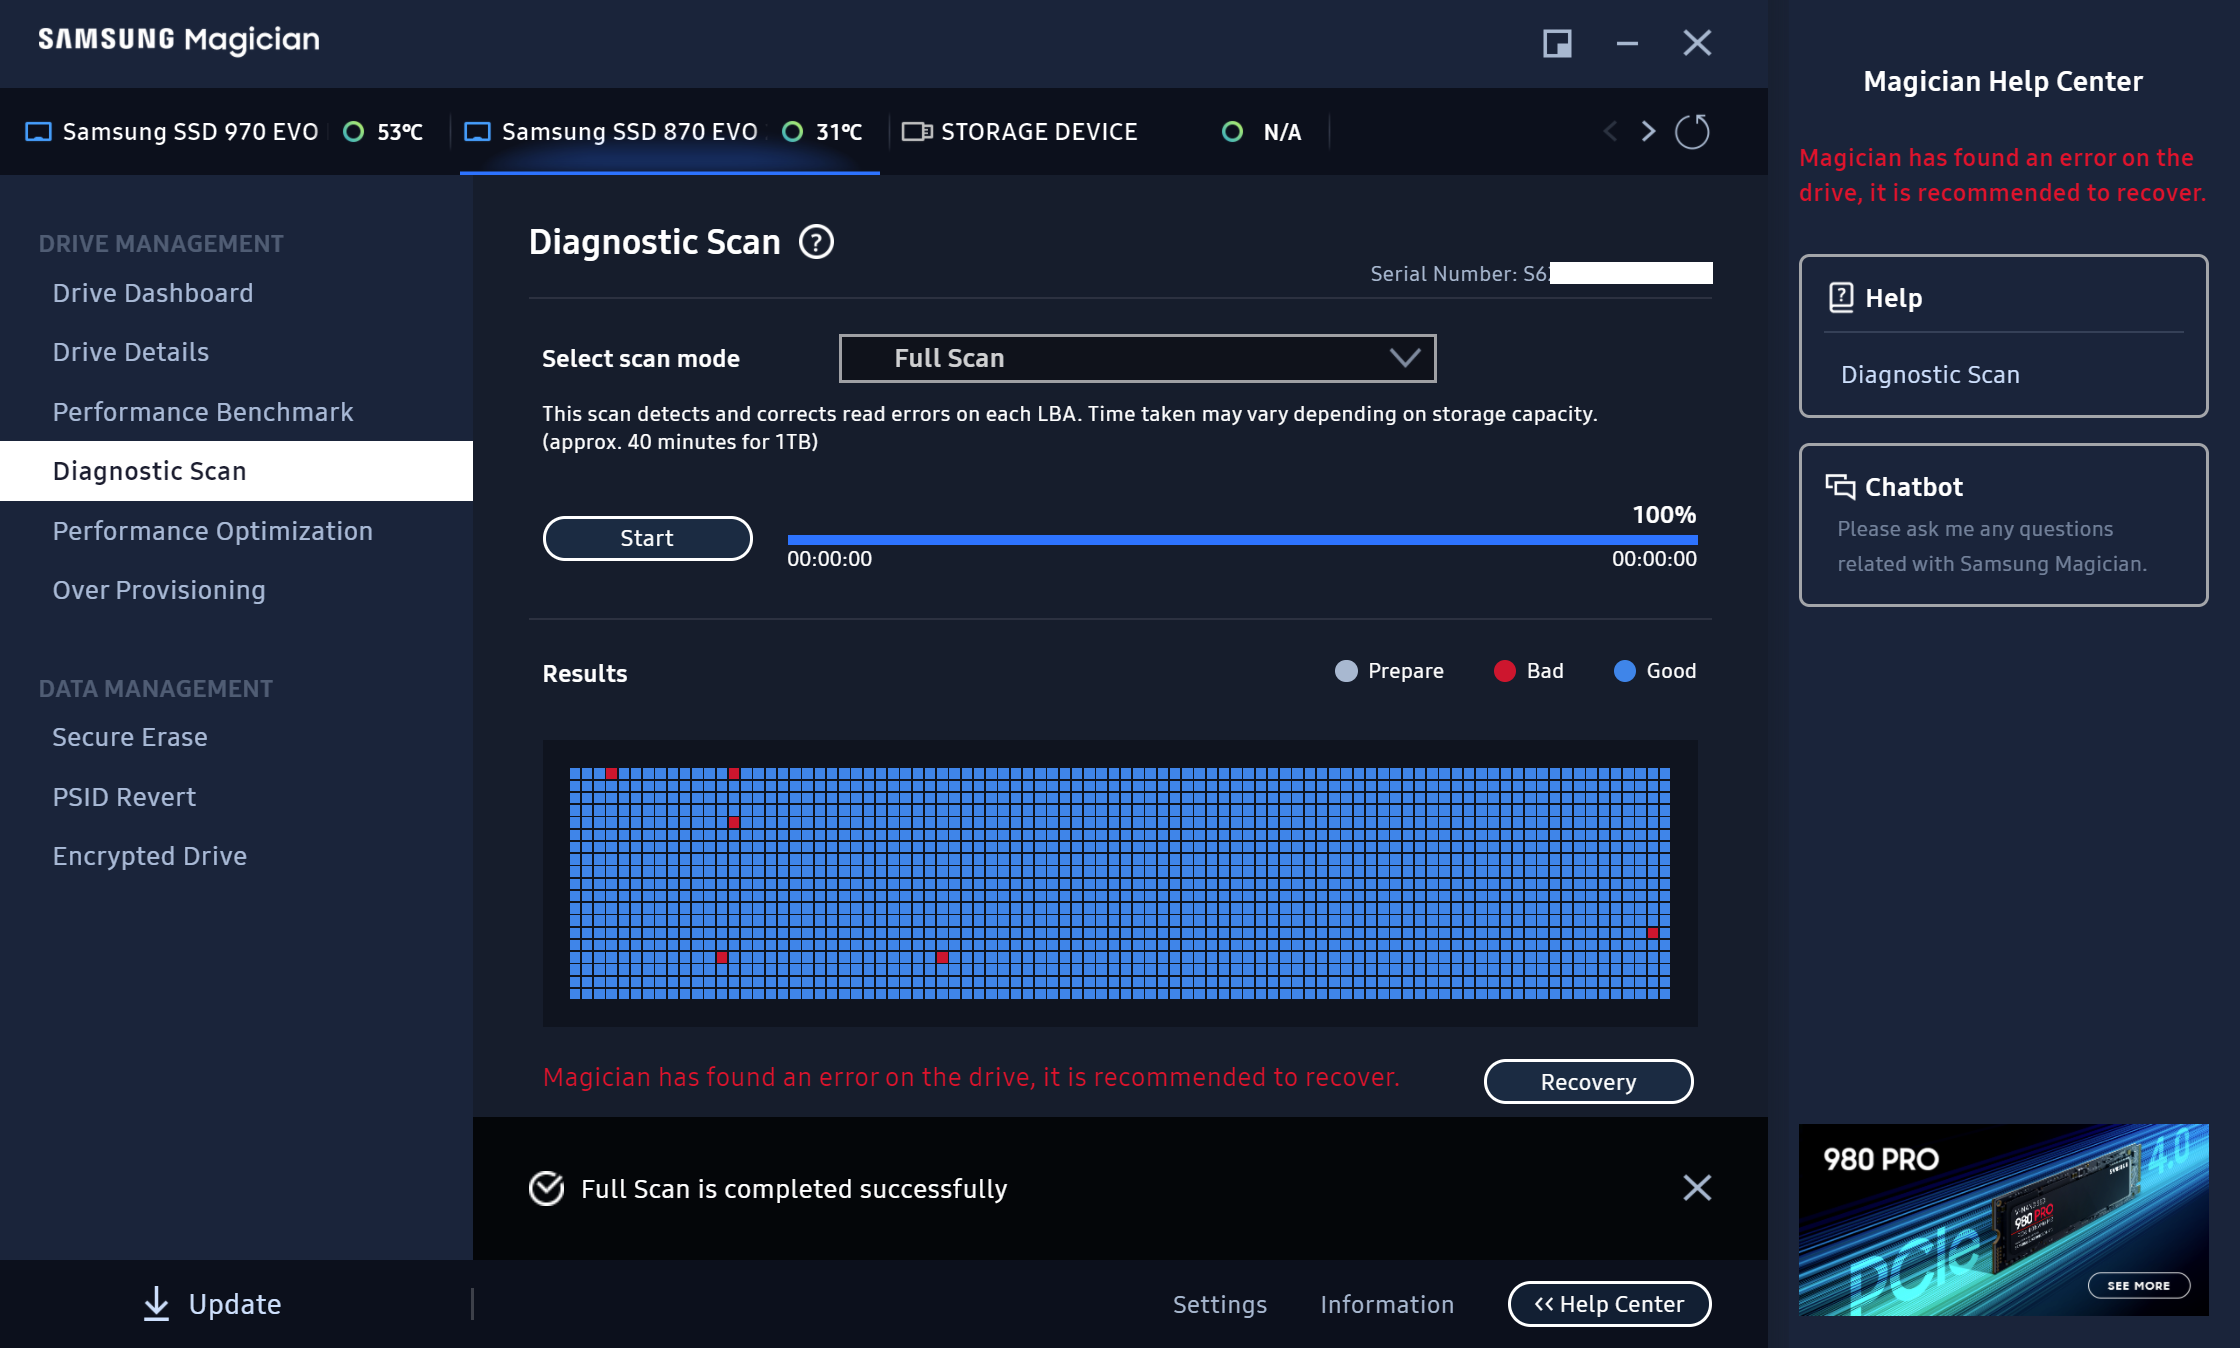 SAMSUNG Magician
Samsung SSD 970 EVO 53℃ Samsung SSD 870 EVO 31℃ STORAGE DEVICE N/A
DRIVE MANAGEMENT
Drive Dashboard
Drive Details
Performance Benchmark
Diagnostic Scan
Performance Optimization
Over Provisioning
DATA MANAGEMENT
Secure Erase
PSID Revert
Encrypted Drive
Update
Diagnostic Scan ?
Serial Number: S6
Select scan mode Full Scan
This scan detects and corrects read errors on each LBA. Time taken may vary depending on storage capacity.
(approx. 40 minutes for 1TB)
100%
Start
00:00:00 00:00:00
Results Prepare Bad Good
Magician has found an error on the drive, it is recommended to recover.
Recovery
Full Scan is completed successfully
Settings Information << Help Center
Magician Help Center
Magician has found an error on the
drive, it is recommended to recover.
? Help
Diagnostic Scan
Chatbot
Please ask me any questions
related with Samsung Magician.
980 PRO
4.0
980 PRO
PCIe
SEE MORE